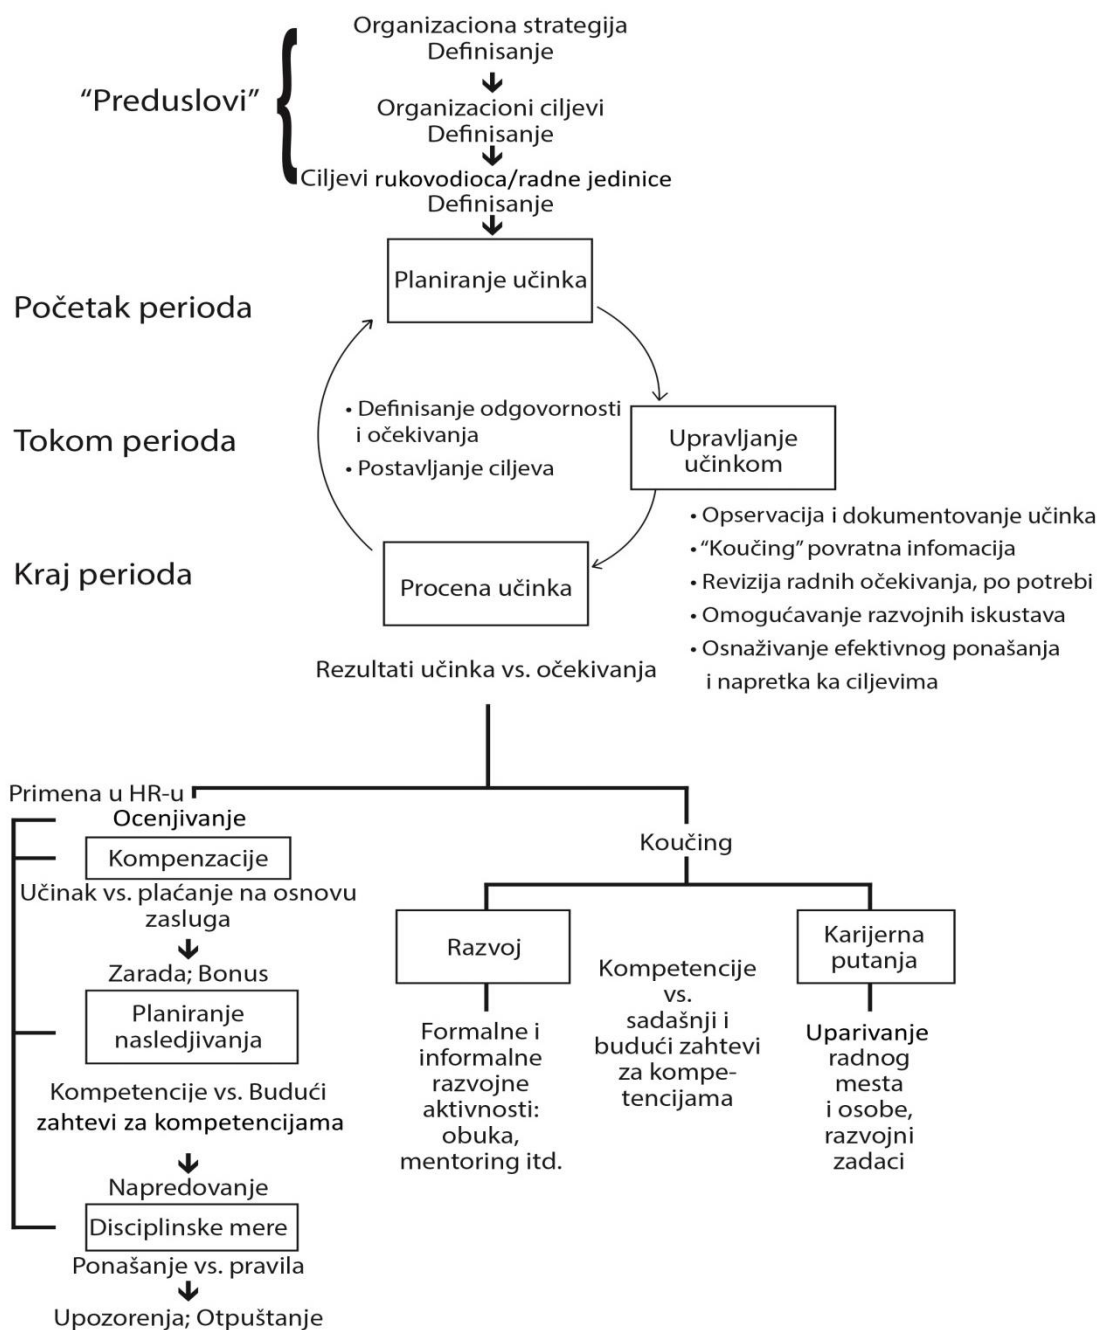 Organizaciona strategija
Definisanje
“Preduslovi”
Organizacioni ciljevi
Definisanje
Ciljevi rukovodioca/radne jedinice
Definisanje
Planiranje učinka
Početak perioda
• Definisanje odgovornosti
i očekivanja
• Postavljanje ciljeva
Tokom perioda
Upravljanje
učinkom
• Opservacija i dokumentovanje učinka
• “Koučing” povratna infomacija
• Revizija radnih očekivanja, po potrebi
• Omogućavanje razvojnih iskustava
• Osnaživanje efektivnog ponašanja
i napretka ka ciljevima
Kraj perioda
Procena učinka
Rezultati učinka vs. očekivanja
Primena u HR-u
Ocenjivanje
Kompenzacije
Učinak vs. plaćanje na osnovu
zasluga
Zarada; Bonus
Planiranje
nasledjivanja
Kompetencije vs. Budući
zahtevi za kompetencijama
Napredovanje
Disciplinske mere
Ponašanje vs. pravila
Upozorenja; Otpuštanje
Koučing
Razvoj
Formalne i
informalne
razvojne
aktivnosti:
obuka,
mentoring itd.
Kompetencije
vs.
sadašnji i
budući zahtevi
za kompe-
tencijama
Karijerna
putanja
Uparivanje
radnog
mesta
i osobe,
razvojni
zadaci